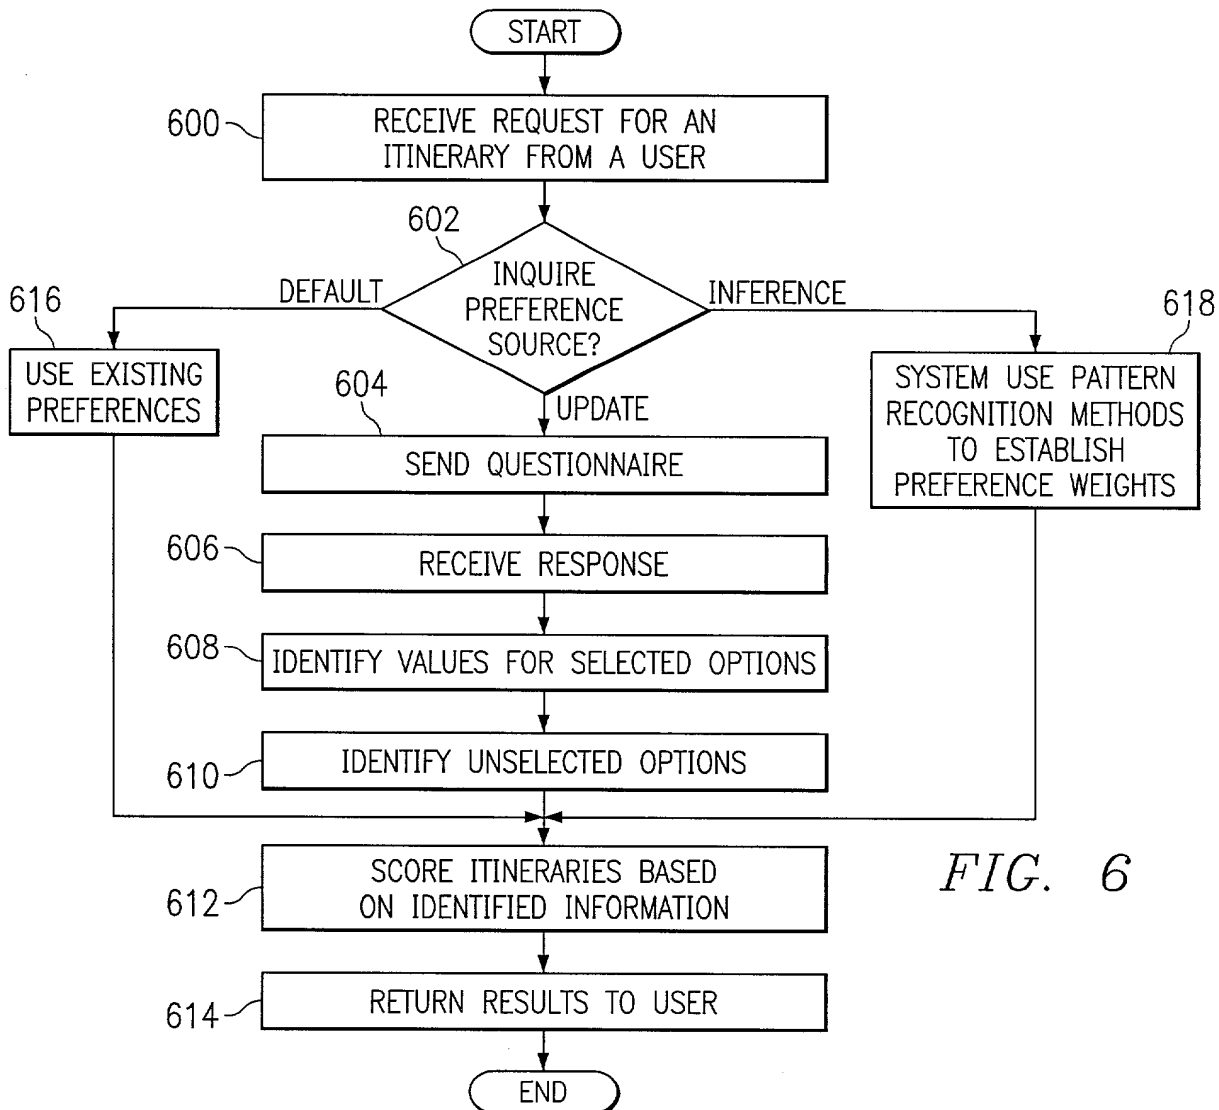 START
600
RECEIVE REQUEST FOR AN
ITINERARY FROM A USER
602
INQUIRE
PREFERENCE
SOURCE?
DEFAULT
INFERENCE
UPDATE
616
USE EXISTING
PREFERENCES
618
SYSTEM USE PATTERN
RECOGNITION METHODS
TO ESTABLISH
PREFERENCE WEIGHTS
604
SEND QUESTIONNAIRE
606
RECEIVE RESPONSE
608
IDENTIFY VALUES FOR SELECTED OPTIONS
610
IDENTIFY UNSELECTED OPTIONS
612
SCORE ITINERARIES BASED
ON IDENTIFIED INFORMATION
614
RETURN RESULTS TO USER
END
FIG. 6